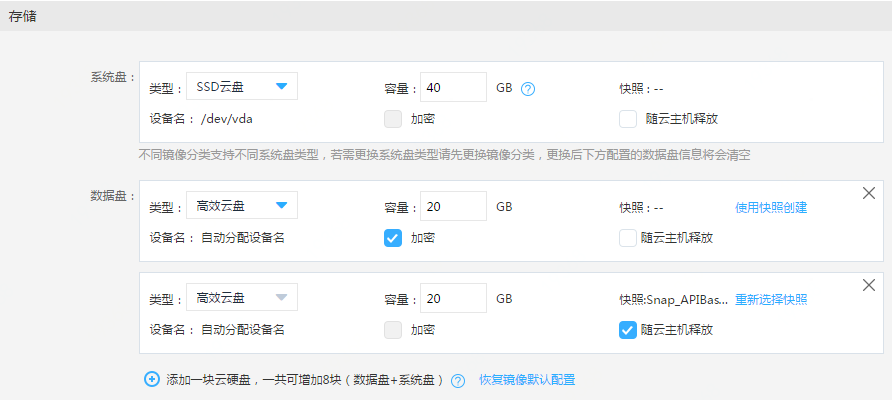 存储
系统盘： 类型： SSD云盘 容量： 40 GB ? 快照：--
设备名： /dev/vda 加密 随云主机释放
不同镜像分类支持不同系统盘类型，若需更换系统盘类型请先更换镜像分类，更换后下方配置的数据盘信息将会清空
数据盘： 类型： 高效云盘 容量： 20 GB 快照：-- 使用快照创建
设备名： 自动分配设备名 加密 随云主机释放
类型： 高效云盘 容量： 20 GB 快照:Snap_APIBas... 重新选择快照
设备名： 自动分配设备名 加密 随云主机释放
添加一块云硬盘，一共可增加8块（数据盘+系统盘） ? 恢复镜像默认配置